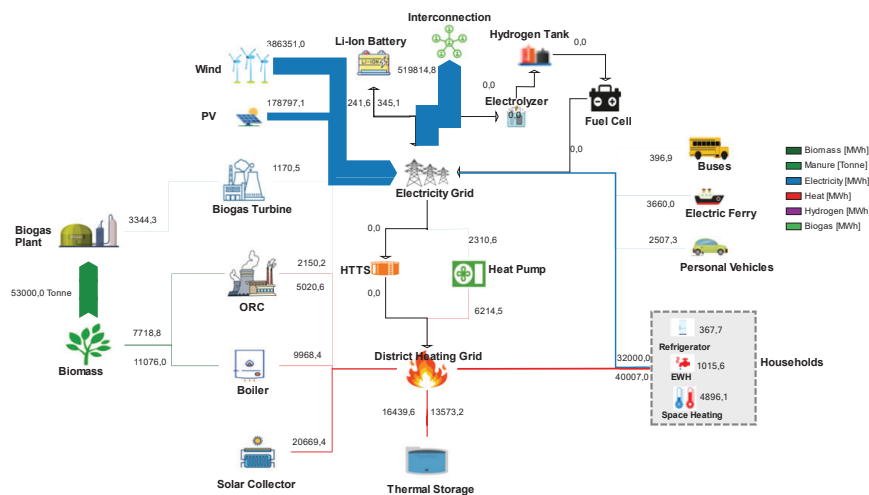 Interconnection
Li-Ion Battery
Hydrogen Tank
386351,0
0,0
0,0
Wind
519814,8
0,0
178797,1
241,6
345,1
Electrolyzer
0,0
PV
Fuel Cell
0,0
Buses
396,9
1170,5
Electricity Grid
Biogas Turbine
3660,0
Electric Ferry
3344,3
Biogas
Plant
0,0
2310,6
2507,3
Personal Vehicles
HTTS
Heat Pump
2150,2
5020,6
ORC
0,0
6214,5
53000,0 Tonne
7718,8
11076,0
Biomass
9968,4
Boiler
District Heating Grid
32000,0
40007,0
367,7
Refrigerator
1015,6
EWH
4896,1
Space Heating
Households
16439,6
13573,2
20669,4
Solar Collector
Thermal Storage
Biomass [MWh]
Manure [Tonne]
Electricity [MWh]
Heat [MWh]
Hydrogen [MWh]
Biogas [MWh]